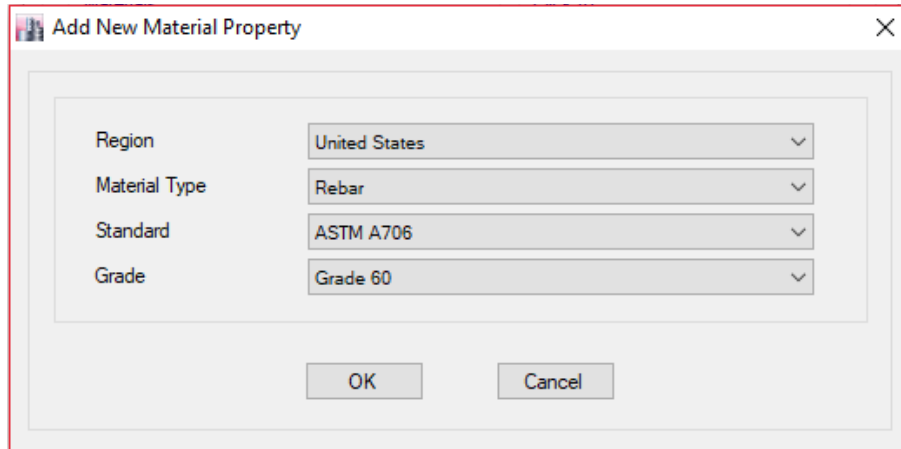 Add New Material Property
Region United States
Material Type Rebar
Standard ASTM A706
Grade Grade 60
OK Cancel